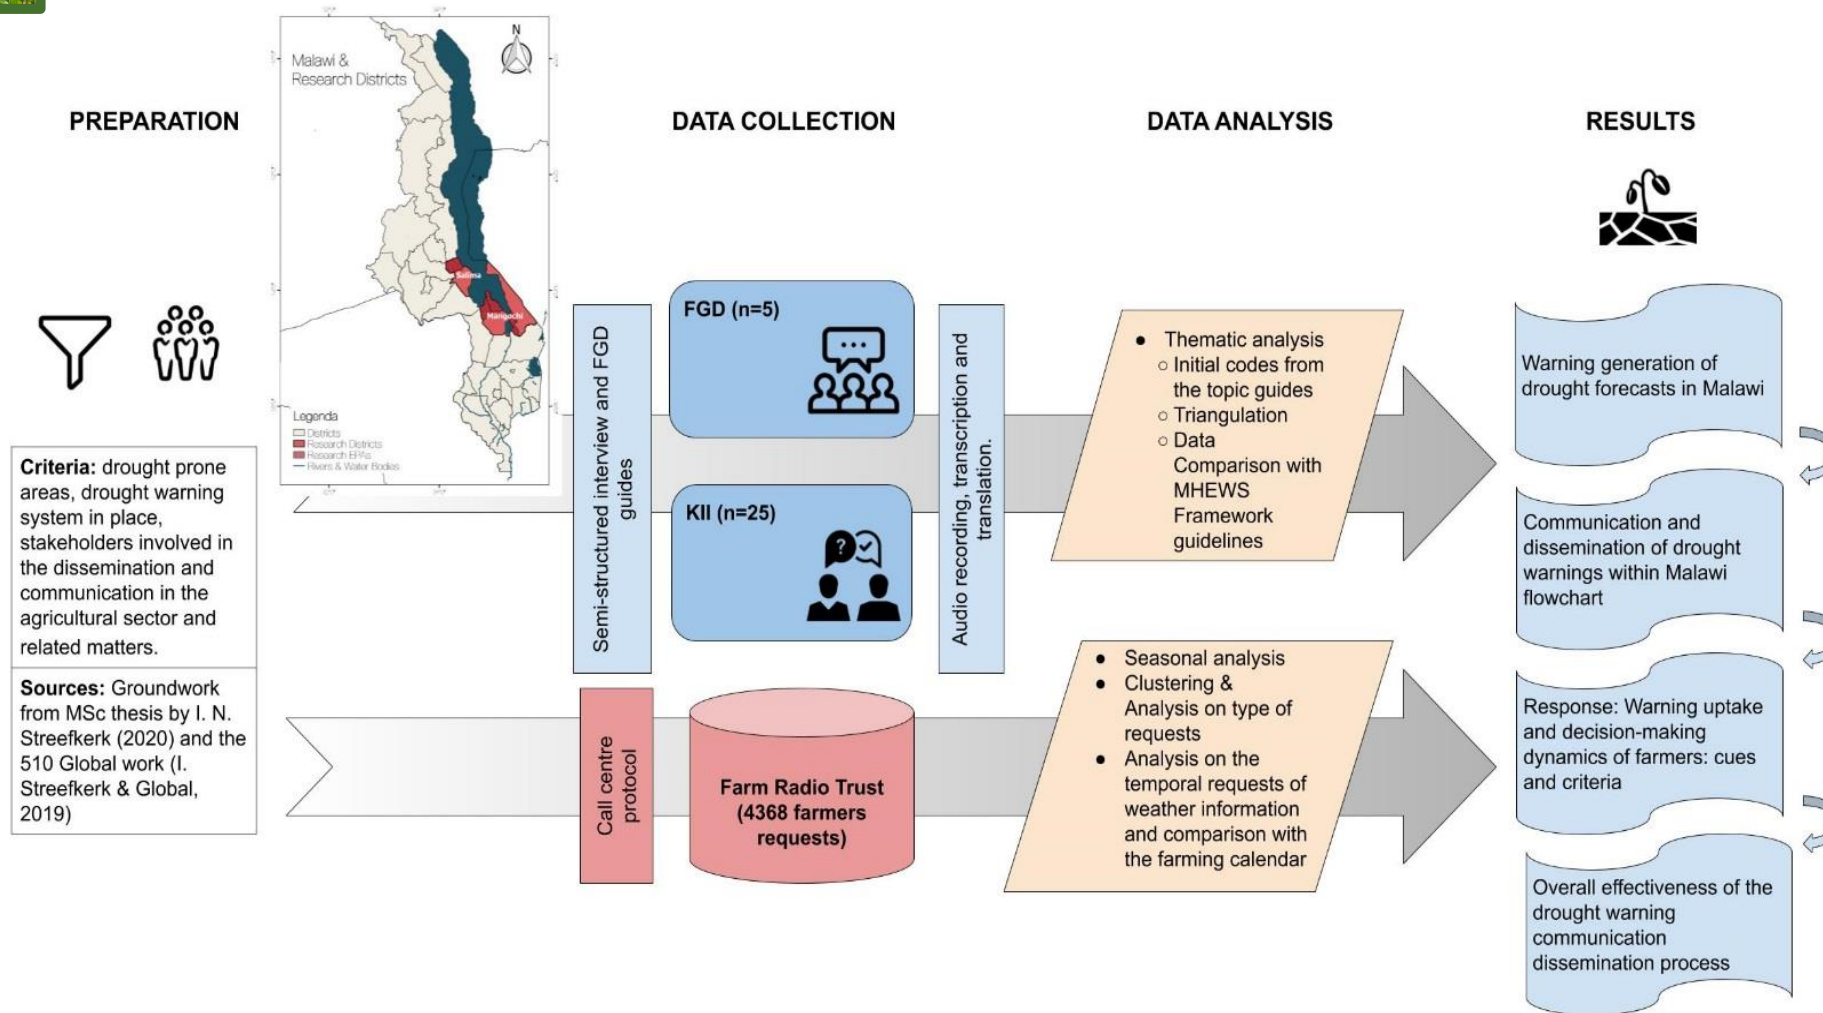 PREPARATION
Malawi &
Research Districts
N
Salima
Mangochi
Legenda
Districts
Research Districts
Research EPAs
Rivers & Water Bodies
Criteria: drought prone
areas, drought warning
system in place,
stakeholders involved in
the dissemination and
communication in the
agricultural sector and
related matters.
Sources: Groundwork
from MSc thesis by I. N.
Streefkerk (2020) and the
510 Global work (I.
Streefkerk & Global,
2019)
DATA COLLECTION
Semi-structured interview and FGD
guides
FGD (n=5)
KII (n=25)
Audio recording, transcription and
translation.
Call centre
protocol
Farm Radio Trust
(4368 farmers
requests)
DATA ANALYSIS
● Thematic analysis
○ Initial codes from
the topic guides
○ Triangulation
○ Data
Comparison with
MHEWS
Framework
guidelines
● Seasonal analysis
● Clustering &
Analysis on type of
requests
● Analysis on the
temporal requests of
weather information
and comparison with
the farming calendar
RESULTS
Warning generation of
drought forecasts in Malawi
Communication and
dissemination of drought
warnings within Malawi
flowchart
Response: Warning uptake
and decision-making
dynamics of farmers: cues
and criteria
Overall effectiveness of the
drought warning
communication
dissemination process